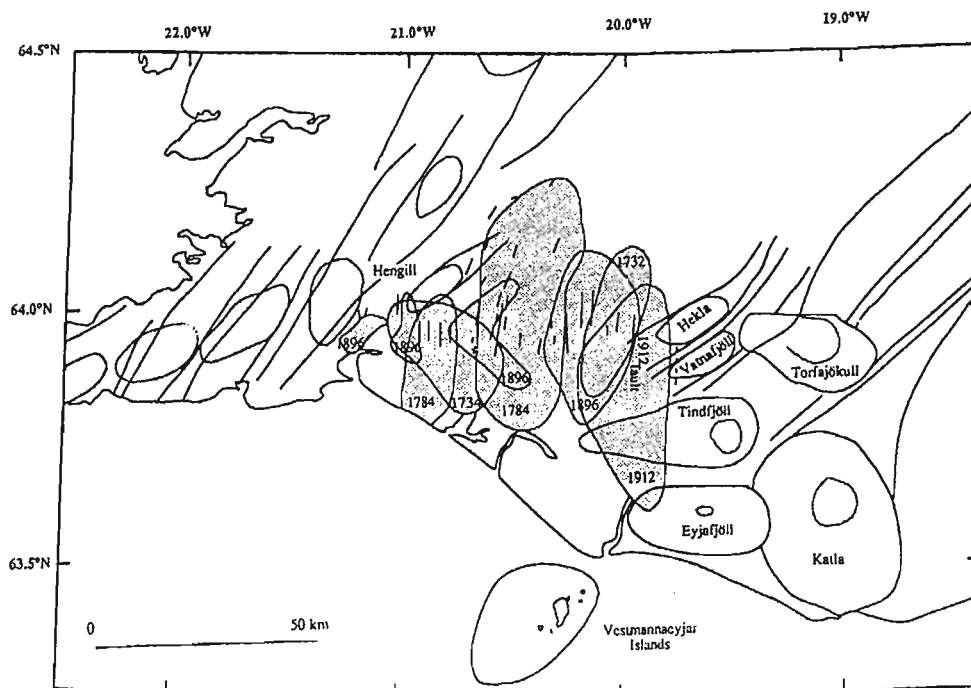 22.0°W
21.0°W
20.0°W
19.0°W
64.5°N
1732
Hengill
64.0°N
Hekla
1896
1896
1912 fault
Vatnafjöll
Torfajökull
1896
1784
1734
1784
1896
Tindfjöll
1912
Eyjafjöll
Katla
63.5°N
0
50 km
Vestmannaeyjar
Islands